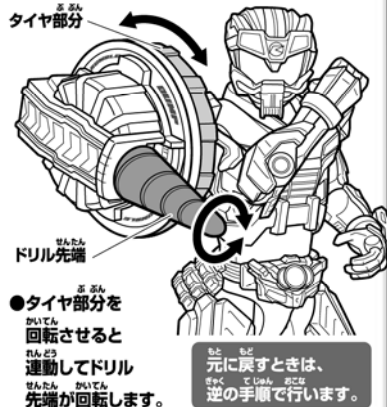 タイヤ部分
ドリル先端
●タイヤ部分を
回転させると
連動してドリル
先端が回転します。
元に戻すときは、
逆の手順で行います。